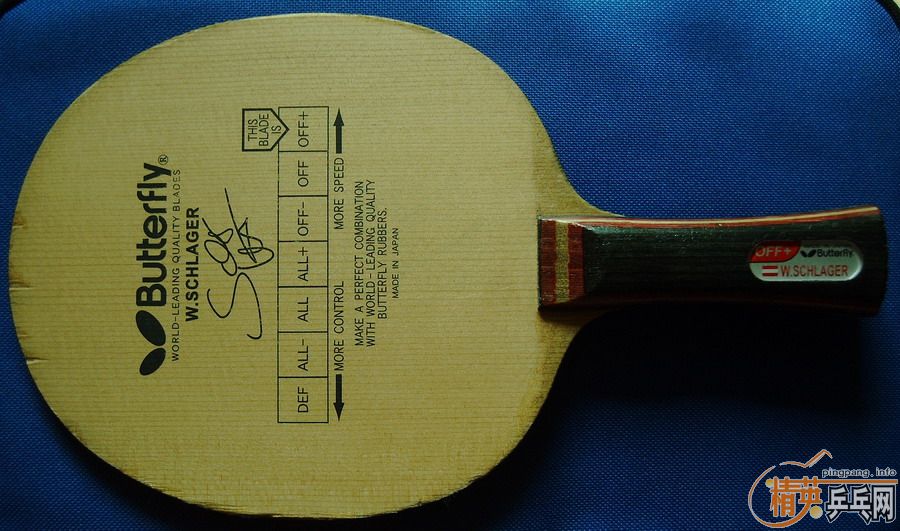 Butterfly®
WORLD-LEADING QUALITY BLADES
W.SCHLAGER
THIS
BLADE
IS
DEF ALL- ALL ALL+ OFF- OFF OFF+
MORE CONTROL MORE SPEED
MAKE A PERFECT COMBINATION
WITH WORLD-LEADING QUALITY
BUTTERFLY RUBBERS.
MADE IN JAPAN
OFF+ Butterfly
W.SCHLAGER
pingpang.info
精英乒乓网